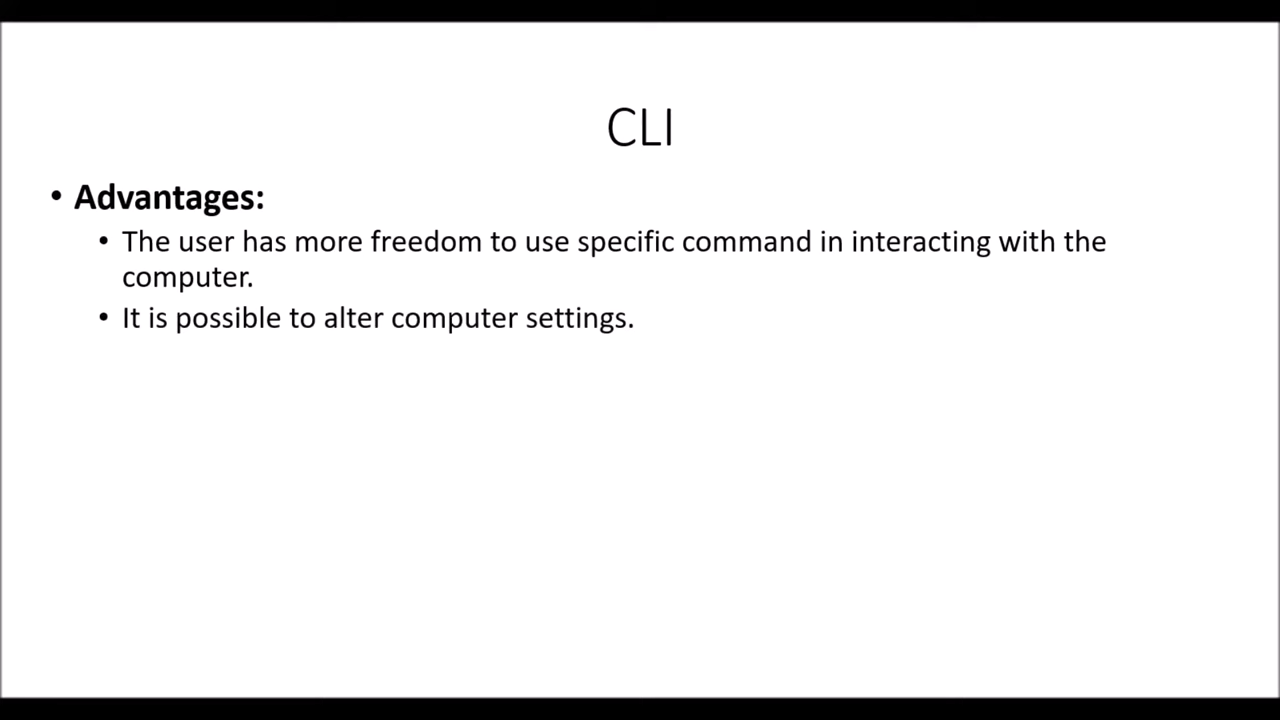 CLI
• Advantages:
• The user has more freedom to use specific command in interacting with the
computer.
• It is possible to alter computer settings.